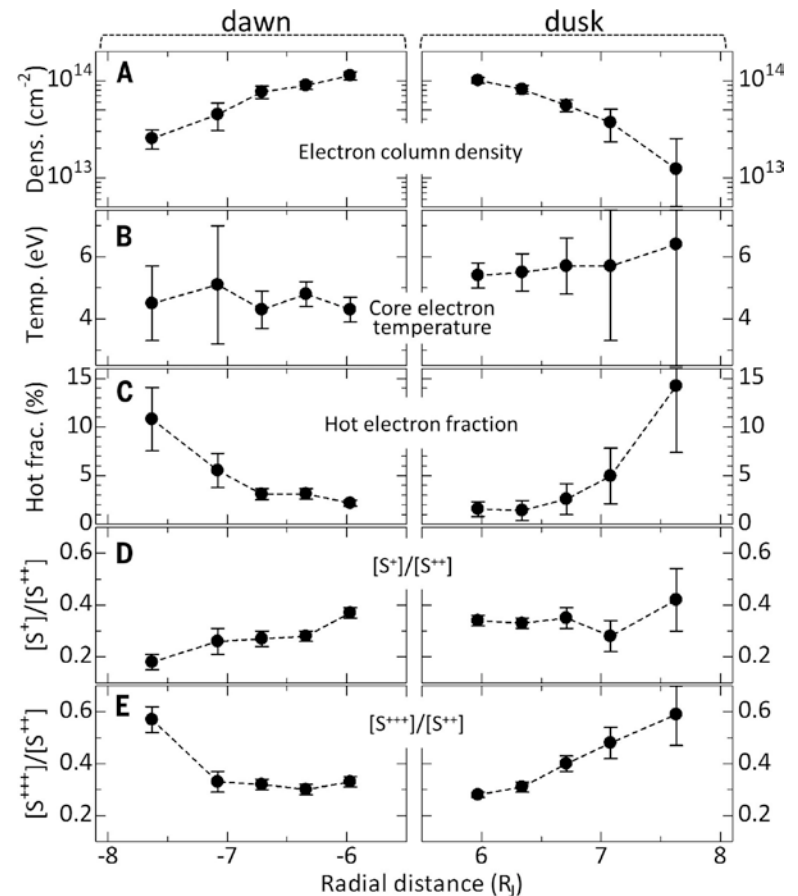 dawn dusk
A
Dens. (cm⁻²)
10¹⁴
10¹³
Electron column density
10¹⁴
10¹³
B
Temp. (eV)
6
4
Core electron
temperature
6
4
C
Hot frac. (%)
15
10
5
0
Hot electron fraction
15
10
5
0
D
[S⁺]/[S⁺⁺]
0.6
0.4
0.2
[S⁺]/[S⁺⁺]
0.6
0.4
0.2
E
[S⁺⁺⁺]/[S⁺⁺]
0.6
0.4
0.2
[S⁺⁺⁺]/[S⁺⁺]
0.6
0.4
0.2
-8 -7 -6 6 7 8
Radial distance (R_J)